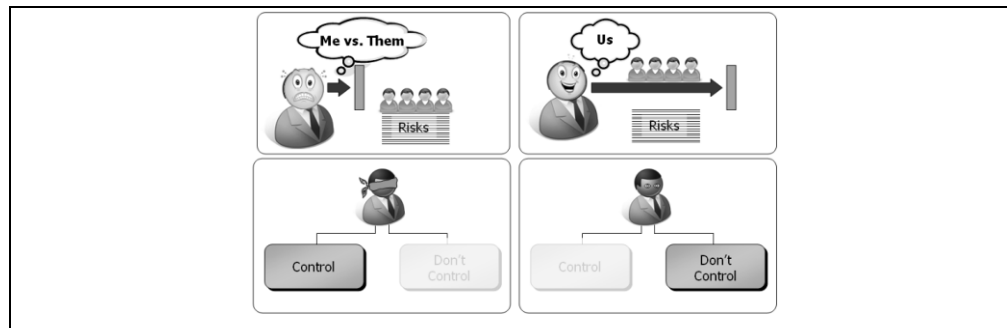 Me vs. Them
Risks
Us
Risks
Control
Don't
Control
Control
Don't
Control